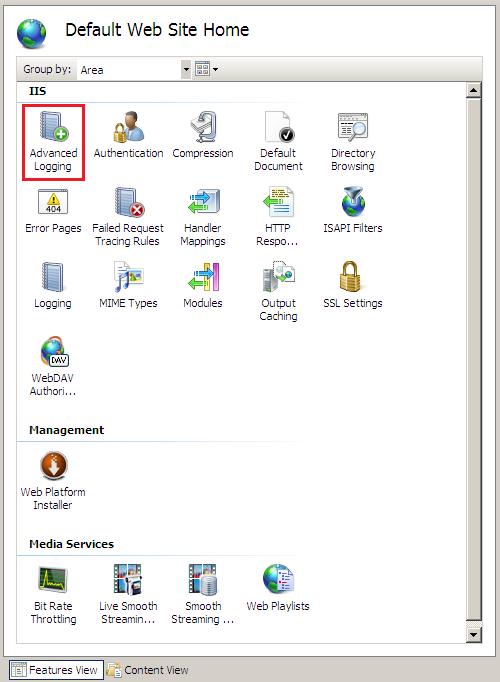 Default Web Site Home
Group by: Area
IIS
Advanced Logging
Authentication
Compression
Default Document
Directory Browsing
Error Pages
404
Failed Request Tracing Rules
Handler Mappings
HTTP Respo...
ISAPI Filters
Logging
MIME Types
Modules
Output Caching
SSL Settings
DAV
WebDAV Authori...
Management
Web Platform Installer
Media Services
Bit Rate Throttling
Live Smooth Streamin...
Smooth Streaming ...
Web Playlists
Features View
Content View